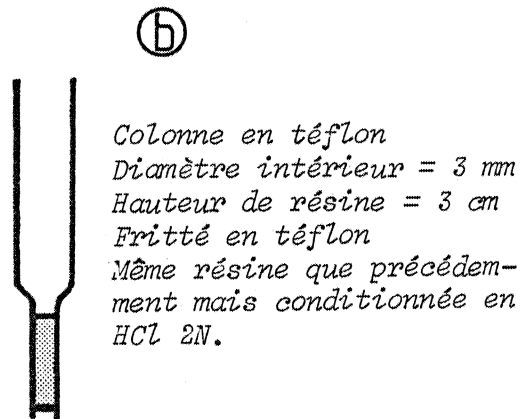 b
Colonne en téflon
Diamètre intérieur = 3 mm
Hauteur de résine = 3 cm
Fritté en téflon
Même résine que précédem-
ment mais conditionnée en
HCl 2N.